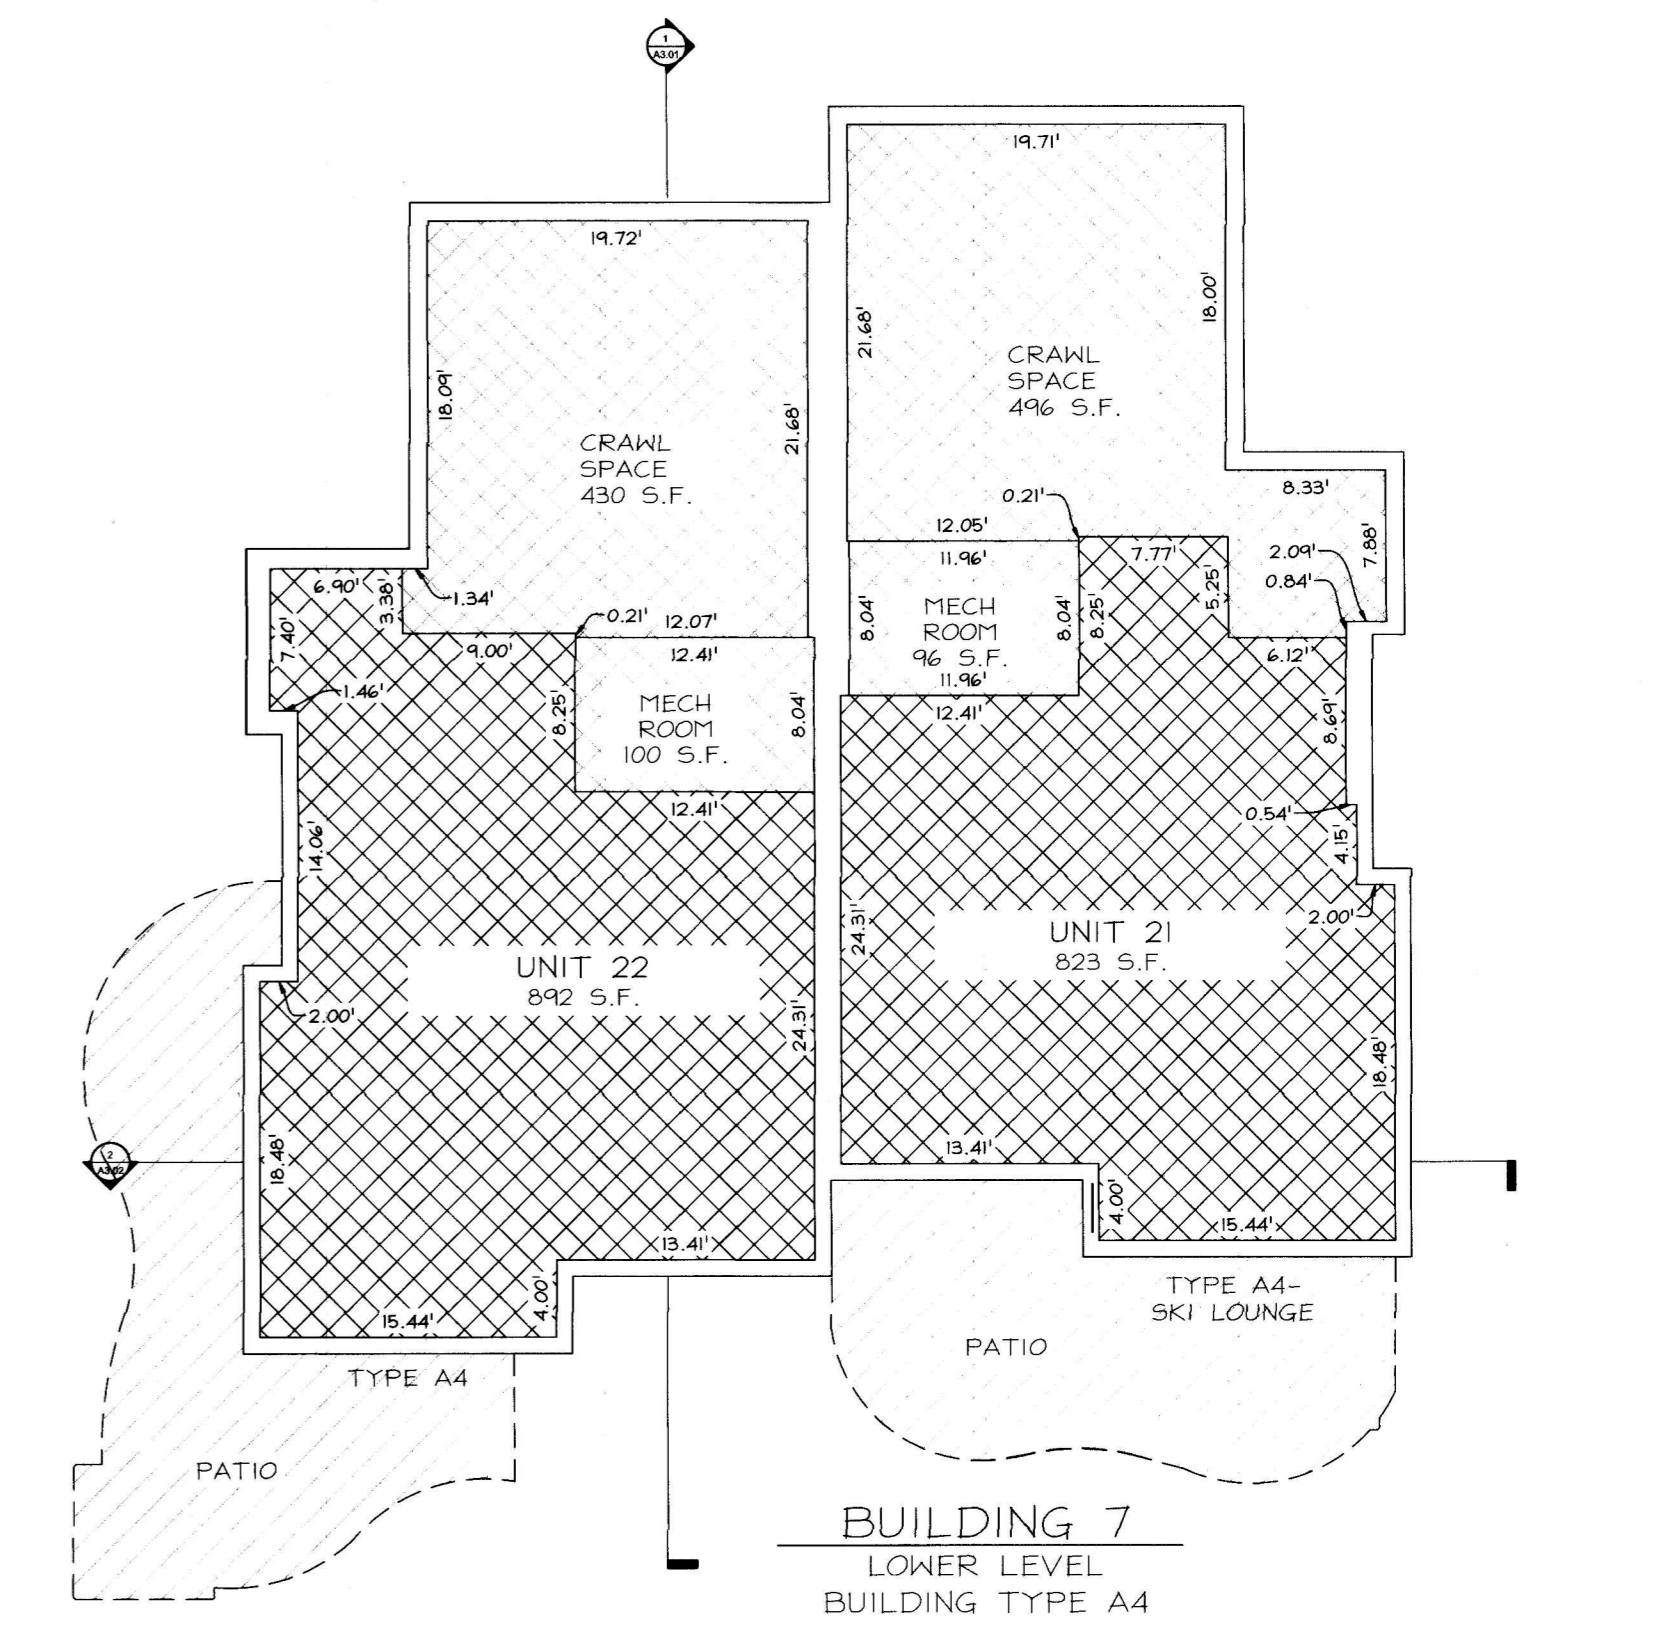 1
A3.01
19.71'
19.72'
18.00'
21.68'
18.09'
21.68'
CRAWL
SPACE
496 S.F.
CRAWL
SPACE
430 S.F.
8.33'
0.21'
12.05'
7.88'
2.09'
7.77'
11.96'
0.84'
5.25'
6.90'
3.38'
1.34'
0.21'
12.07'
8.04'
MECH
ROOM
96 S.F.
11.96'
8.04'
8.25'
7.40'
9.00'
12.41'
6.12'
1.46'
8.25'
MECH
ROOM
100 S.F.
8.04'
12.41'
8.69'
12.41'
0.54'
14.06'
4.15'
2.00'
24.31'
UNIT 21
823 S.F.
UNIT 22
892 S.F.
2.00'
24.31'
18.48'
18.48'
2
A3.02
13.41'
4.00'
15.44'
13.41'
4.00'
15.44'
TYPE A4-
SKI LOUNGE
PATIO
TYPE A4
PATIO
BUILDING 7
LOWER LEVEL
BUILDING TYPE A4